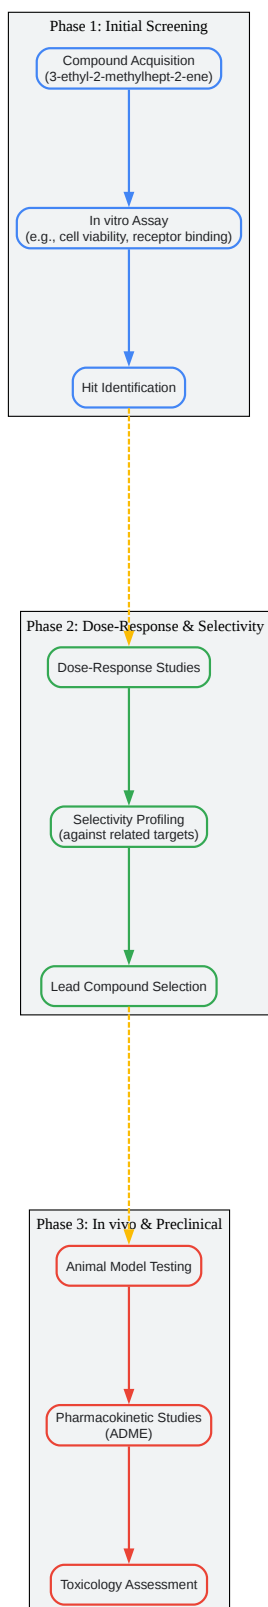 Phase 1: Initial Screening
Compound Acquisition
(3-ethyl-2-methylhept-2-ene)
In vitro Assay
(e.g., cell viability, receptor binding)
Hit Identification
Phase 2: Dose-Response & Selectivity
Dose-Response Studies
Selectivity Profiling
(against related targets)
Lead Compound Selection
Phase 3: In vivo & Preclinical
Animal Model Testing
Pharmacokinetic Studies
(ADME)
Toxicology Assessment